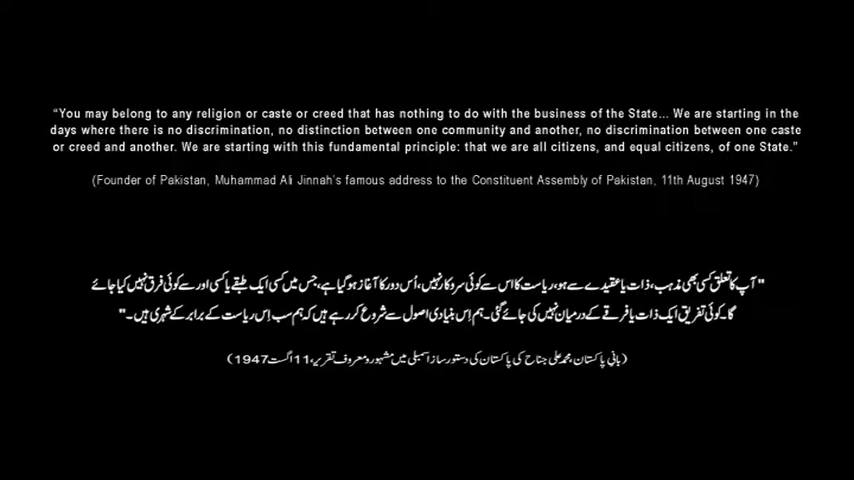 “You may belong to any religion or caste or creed that has nothing to do with the business of the State... We are starting in the
days where there is no discrimination, no distinction between one community and another, no discrimination between one caste
or creed and another. We are starting with this fundamental principle: that we are all citizens, and equal citizens, of one State.”
(Founder of Pakistan, Muhammad Ali Jinnah's famous address to the Constituent Assembly of Pakistan, 11th August 1947)
"آپ کا تعلق کسی بھی مذہب، ذات یا عقیدے سے ہو، ریاست کا اس سے کوئی سروکار نہیں، اُس دور کا آغاز ہو گیا ہے، جس میں کسی ایک طبقے یا کسی اور سے کوئی فرق نہیں کیا جائے
گا۔ کوئی تفریق ایک ذات یا فرقے کے درمیان نہیں کی جائے گی۔ ہم اِس بنیادی اصول سے شروع کر رہے ہیں کہ ہم سب اِس ریاست کے برابر کے شہری ہیں۔"
(بانیِ پاکستان، محمد علی جناح کی پاکستان کی دستور ساز اسمبلی میں مشہور و معروف تقریر، 11 اگست 1947)